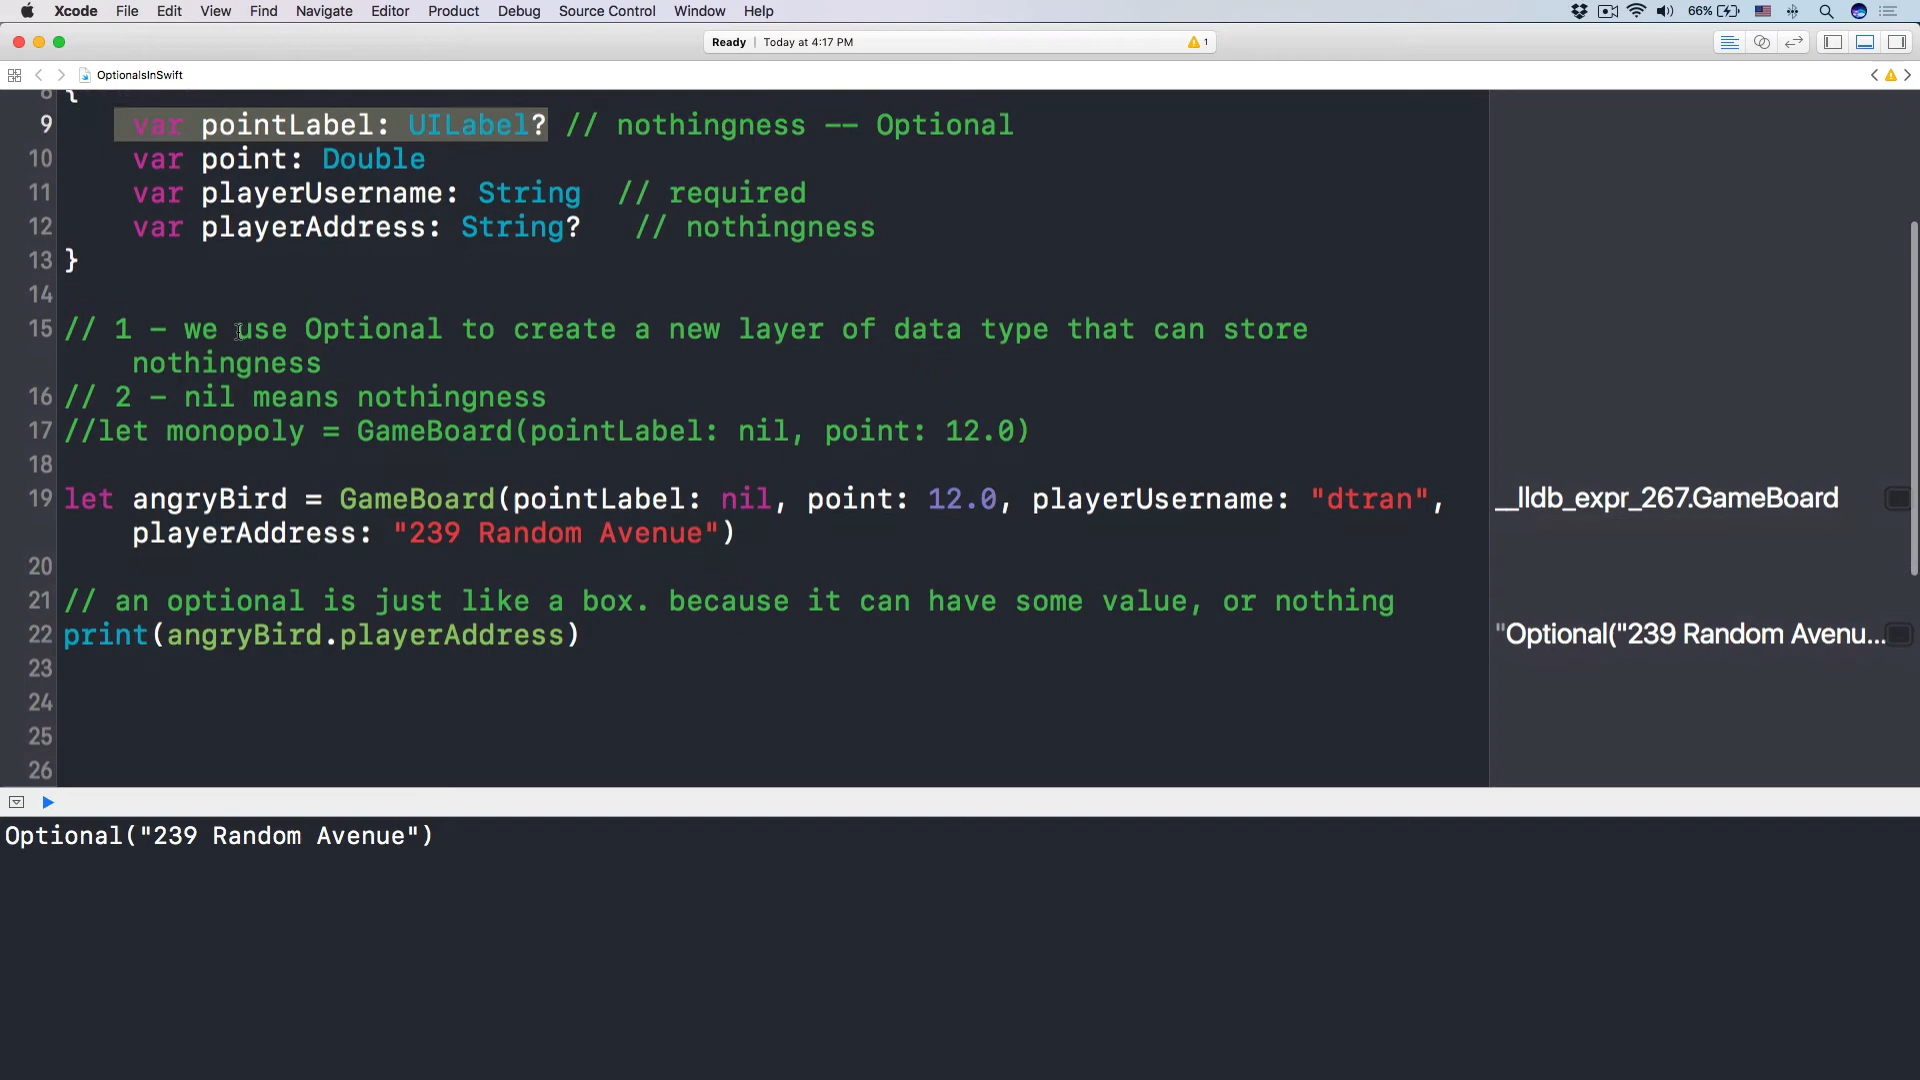 Xcode File Edit View Find Navigate Editor Product Debug Source Control Window Help 66%
Ready | Today at 4:17 PM 1
OptionalsInSwift
8 {
9 var pointLabel: UILabel? // nothingness -- Optional
10 var point: Double
11 var playerUsername: String // required
12 var playerAddress: String? // nothingness
13 }
14
15 // 1 - we use Optional to create a new layer of data type that can store
nothingness
16 // 2 - nil means nothingness
17 //let monopoly = GameBoard(pointLabel: nil, point: 12.0)
18
19 let angryBird = GameBoard(pointLabel: nil, point: 12.0, playerUsername: "dtran", __lldb_expr_267.GameBoard
playerAddress: "239 Random Avenue")
20
21 // an optional is just like a box. because it can have some value, or nothing
22 print(angryBird.playerAddress) "Optional("239 Random Avenu...
23
24
25
26
Optional("239 Random Avenue")